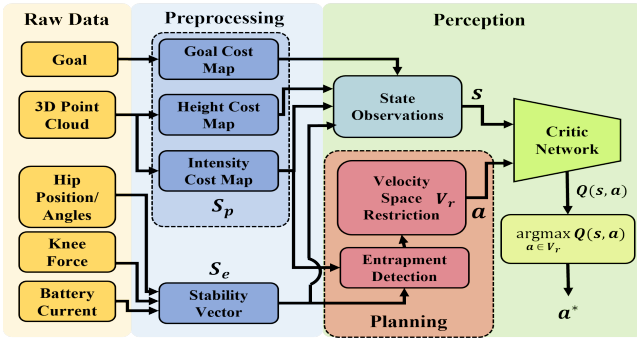 Raw Data
Preprocessing
Perception
Goal
3D Point
Cloud
Hip
Position/
Angles
Knee
Force
Battery
Current
Goal Cost
Map
Height Cost
Map
Intensity
Cost Map
S_p
S_e
Stability
Vector
State
Observations
Velocity
Space V_r
Restriction
Entrapment
Detection
Planning
s
a
Critic
Network
Q(s, a)
argmax Q(s, a)
a ∈ V_r
a*